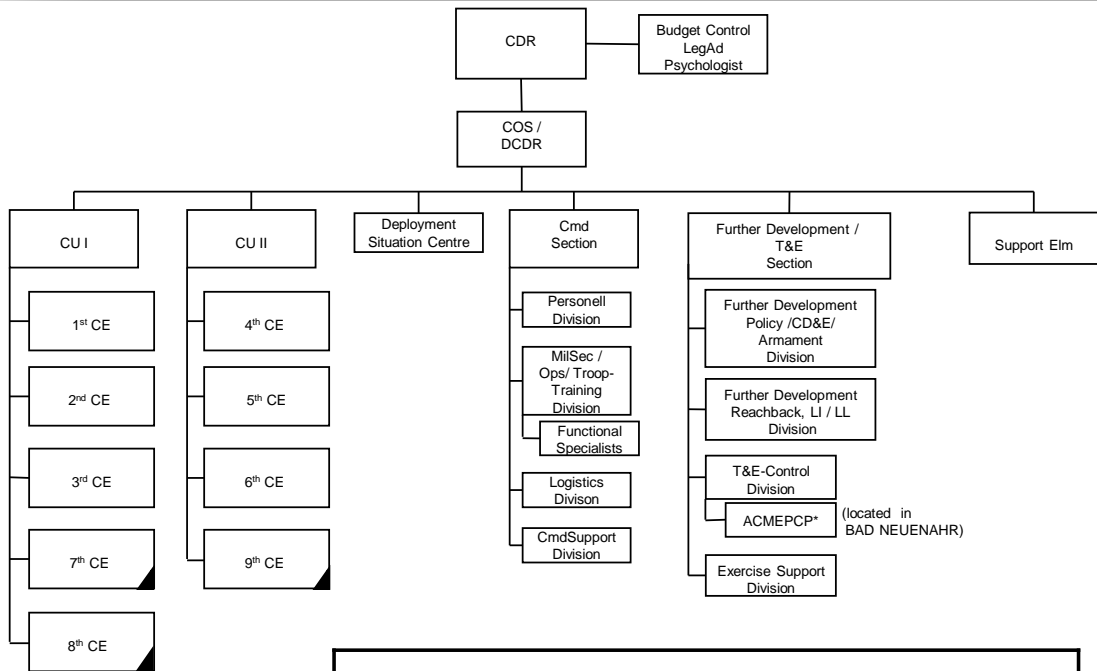 CDR
Budget Control
LegAd
Psychologist
COS /
DCDR
CU I
CU II
Deployment
Situation Centre
Cmd
Section
Further Development /
T&E
Section
Support Elm
1st CE
2nd CE
3rd CE
7th CE
8th CE
4th CE
5th CE
6th CE
9th CE
Personell
Division
MilSec /
Ops/ Troop-
Training
Division
Functional
Specialists
Logistics
Divison
CmdSupport
Division
Further Development
Policy /CD&E/
Armament
Division
Further Development
Reachback, LI / LL
Division
T&E-Control
Division
ACMEPCP*
(located in
BAD NEUENAHR)
Exercise Support
Division